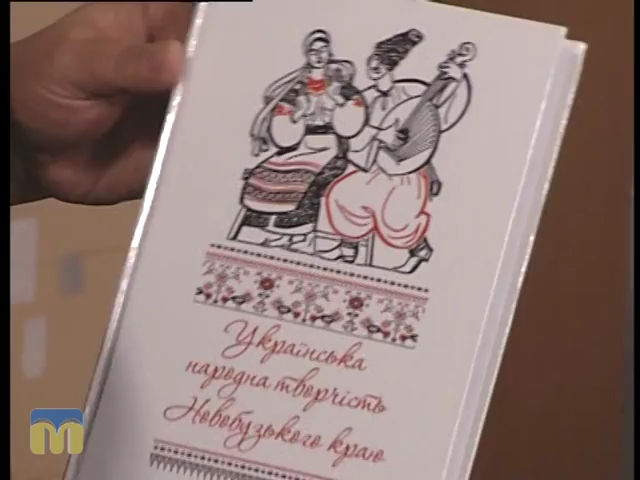 Українська
народна творчість
Новобузького краю
M